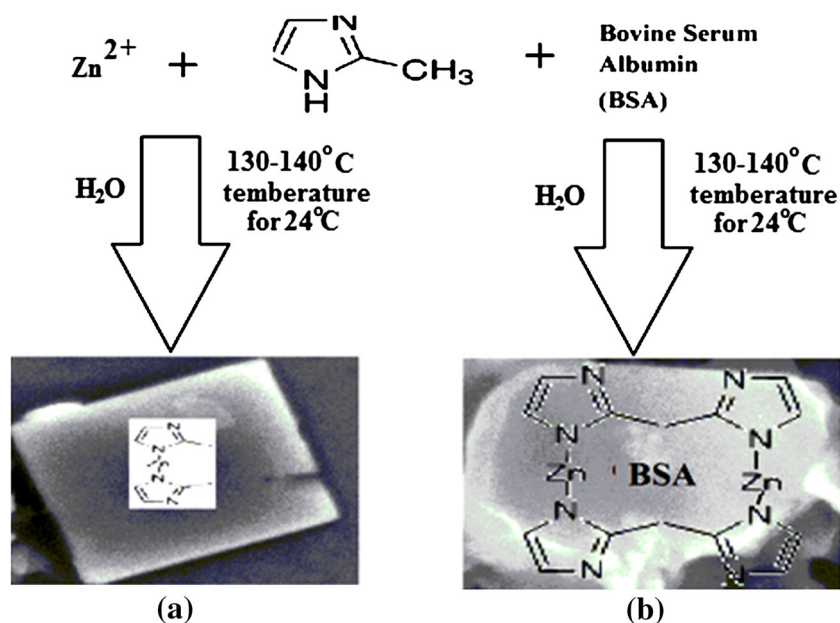 Zn2+ + N N H CH3 + Bovine Serum
Albumin
(BSA)
H2O 130-140°C
temberature
for 24°C
H2O 130-140°C
temberature
for 24°C
N
N
Zn
N
N
N N
N N
Zn BSA Zn
N N
N N
(a) (b)